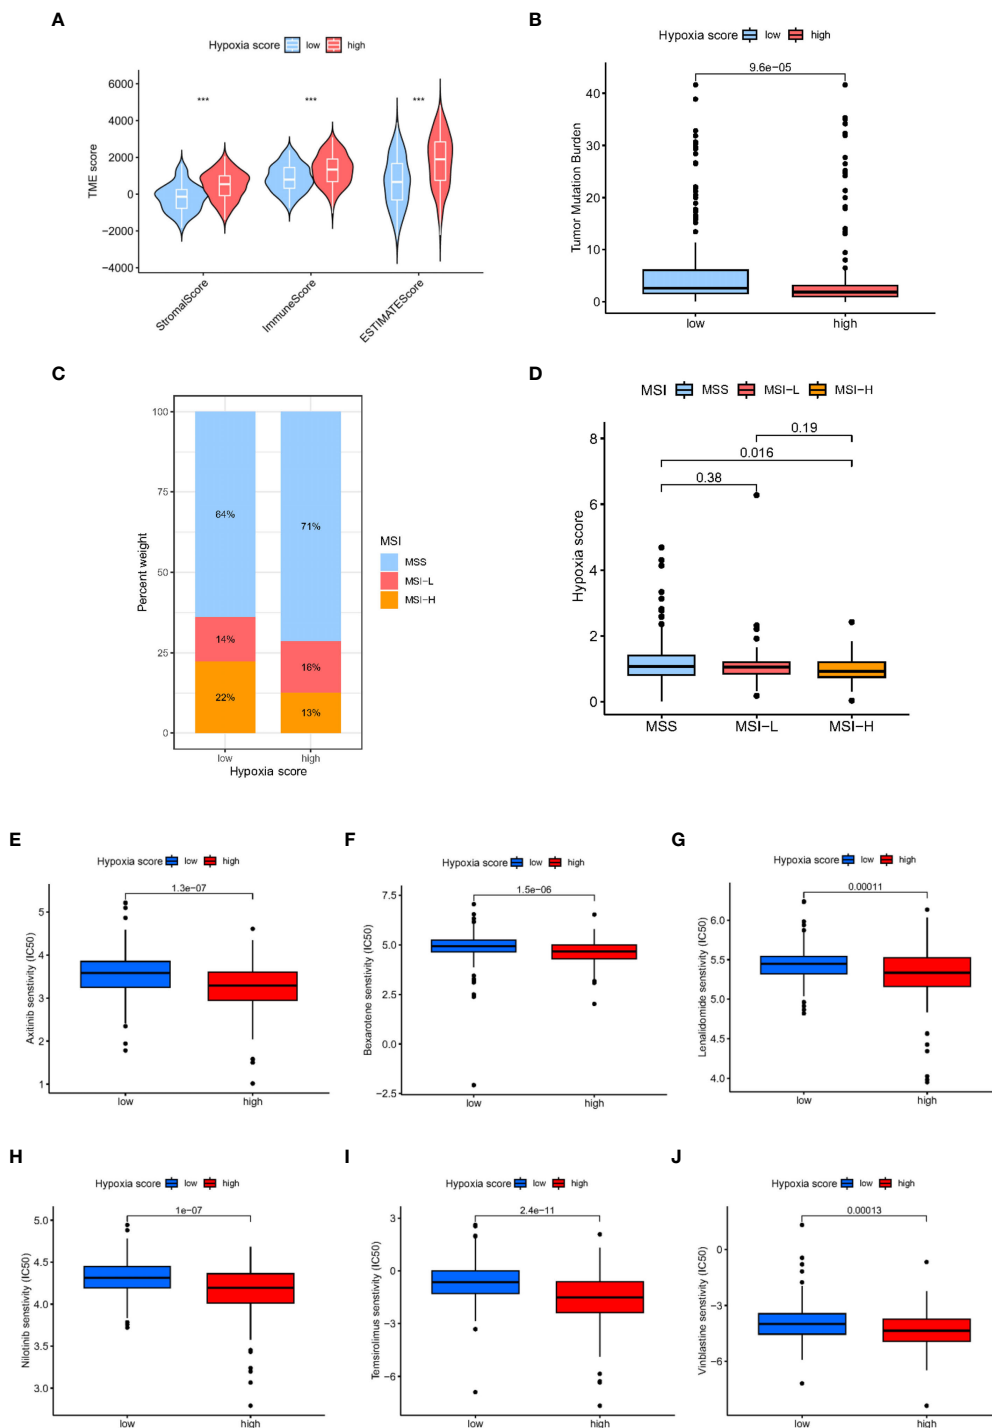 A
Hypoxia score low high
TME score
6000
4000
2000
0
−2000
−4000
*** *** ***
StromalScore
ImmuneScore
ESTIMATEScore
B
Hypoxia score low high
9.6e−05
Tumor Mutation Burden
40
30
20
10
0
low high
C
Percent weight
100
75
50
25
0
64%
71%
14%
16%
22%
13%
low high
Hypoxia score
MSI
MSS
MSI−L
MSI−H
D
MSI MSS MSI−L MSI−H
Hypoxia score
8
6
4
2
0
0.19
0.016
0.38
MSS MSI−L MSI−H
E
Hypoxia score low high
1.3e−07
Axitinib senstivity (IC50)
5
4
3
2
1
low high
F
Hypoxia score low high
1.5e−06
Bexarotene senstivity (IC50)
7.5
5.0
2.5
0.0
−2.5
low high
G
Hypoxia score low high
0.00011
Lenalidomide senstivity (IC50)
6.0
5.5
5.0
4.5
4.0
low high
H
Hypoxia score low high
1e−07
Nilotinib senstivity (IC50)
5.0
4.5
4.0
3.5
3.0
low high
I
Hypoxia score low high
2.4e−11
Temsirolimus senstivity (IC50)
3
0
−3
−6
low high
J
Hypoxia score low high
0.00013
Vinblastine senstivity (IC50)
0
−3
−6
low high